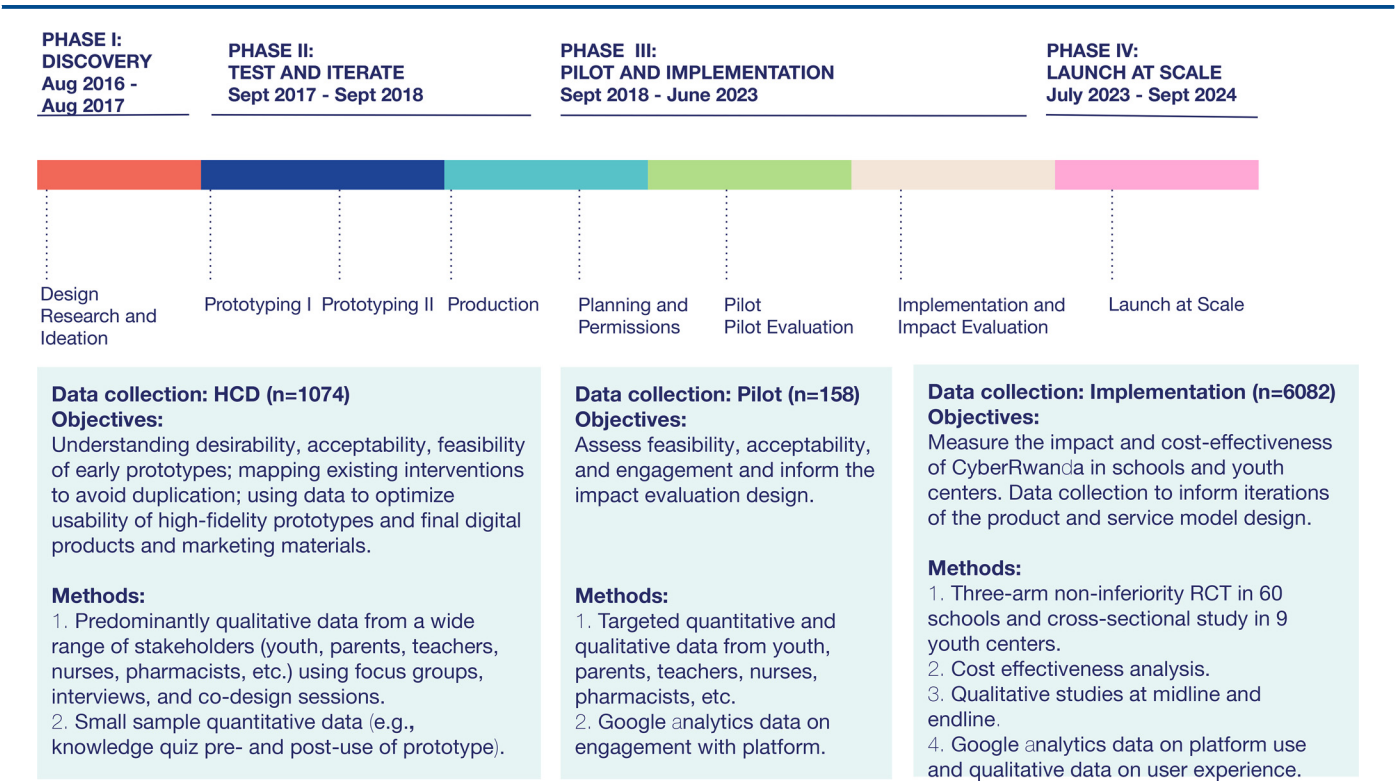 PHASE I:
DISCOVERY
Aug 2016 -
Aug 2017
PHASE II:
TEST AND ITERATE
Sept 2017 - Sept 2018
PHASE III:
PILOT AND IMPLEMENTATION
Sept 2018 - June 2023
PHASE IV:
LAUNCH AT SCALE
July 2023 - Sept 2024
Design
Research and
Ideation
Prototyping I
Prototyping II
Production
Planning and
Permissions
Pilot
Pilot Evaluation
Implementation and
Impact Evaluation
Launch at Scale
Data collection: HCD (n=1074)
Objectives:
Understanding desirability, acceptability, feasibility
of early prototypes; mapping existing interventions
to avoid duplication; using data to optimize
usability of high-fidelity prototypes and final digital
products and marketing materials.
Methods:
1. Predominantly qualitative data from a wide
range of stakeholders (youth, parents, teachers,
nurses, pharmacists, etc.) using focus groups,
interviews, and co-design sessions.
2. Small sample quantitative data (e.g.,
knowledge quiz pre- and post-use of prototype).
Data collection: Pilot (n=158)
Objectives:
Assess feasibility, acceptability,
and engagement and inform the
impact evaluation design.
Methods:
1. Targeted quantitative and
qualitative data from youth,
parents, teachers, nurses,
pharmacists, etc.
2. Google analytics data on
engagement with platform.
Data collection: Implementation (n=6082)
Objectives:
Measure the impact and cost-effectiveness
of CyberRwanda in schools and youth
centers. Data collection to inform iterations
of the product and service model design.
Methods:
1. Three-arm non-inferiority RCT in 60
schools and cross-sectional study in 9
youth centers.
2. Cost effectiveness analysis.
3. Qualitative studies at midline and
endline.
4. Google analytics data on platform use
and qualitative data on user experience.